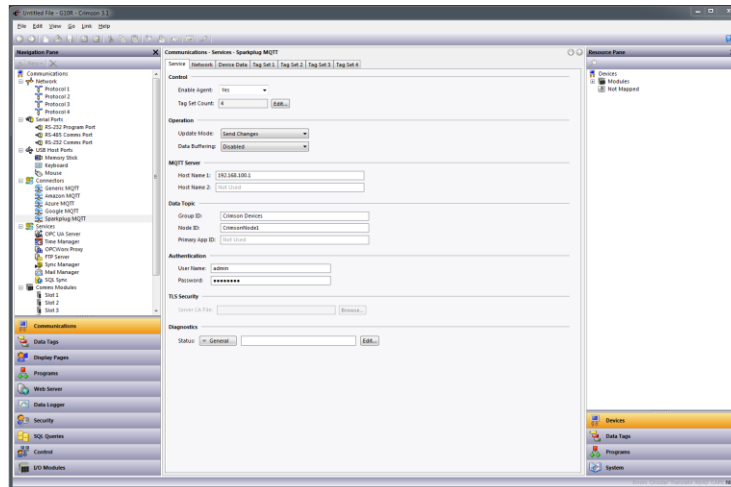 Untitled File - G10R - Crimson 3.1
File Edit View Go Link Help
Navigation Pane
Communications
Network
Protocol 1
Protocol 2
Protocol 3
Protocol 4
Serial Ports
RS-232 Program Port
RS-485 Comms Port
RS-232 Comms Port
USB Host Ports
Memory Stick
Keyboard
Mouse
Connectors
Generic MQTT
Amazon MQTT
Azure MQTT
Google MQTT
Sparkplug MQTT
Services
OPC UA Server
Time Manager
OPCWorx Proxy
FTP Server
Sync Manager
Mail Manager
SQL Sync
Comms Modules
Slot 1
Slot 2
Slot 3
Communications
Data Tags
Display Pages
Programs
Web Server
Data Logger
Security
SQL Queries
Control
I/O Modules
Communications - Services - Sparkplug MQTT
Service Network Device Data Tag Set 1 Tag Set 2 Tag Set 3 Tag Set 4
Control
Enable Agent: Yes
Tag Set Count: 4 Edit...
Operation
Update Mode: Send Changes
Data Buffering: Disabled
MQTT Server
Host Name 1: 192.168.100.1
Host Name 2: Not Used
Data Topic
Group ID: Crimson Devices
Node ID: CrimsonNode1
Primary App ID: Not Used
Authentication
User Name: admin
Password: ••••••••
TLS Security
Server CA File: Browse...
Diagnostics
Status: General Edit...
Resource Pane
Devices
Modules
Not Mapped
Devices
Data Tags
Programs
System